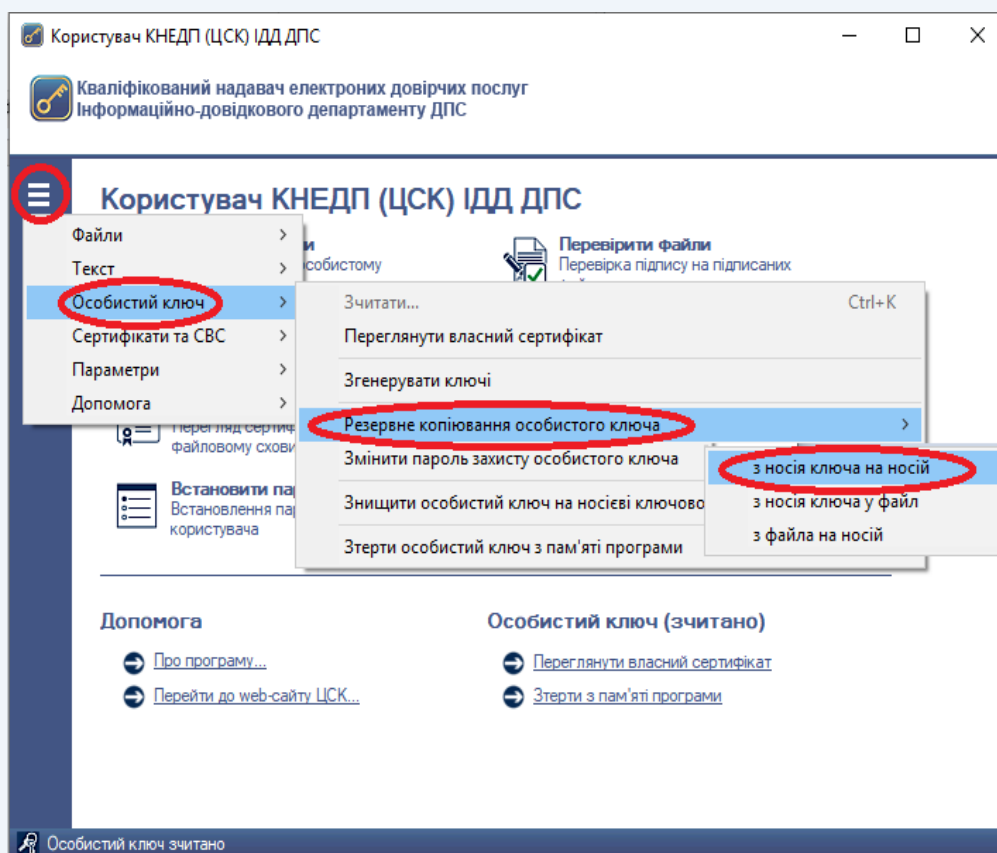 Користувач КНЕДП (ЦСК) ІДД ДПС
Кваліфікований надавач електроних довірчих послуг
Інформаційно-довідкового департаменту ДПС
Користувач КНЕДП (ЦСК) ІДД ДПС
Файли
Текст
Особистий ключ
Сертифікати та СВС
Параметри
Допомога
особистому
Перевірити файли
Перевірка підпису на підписаних
Зчитати... Ctrl+K
Переглянути власний сертифікат
Згенерувати ключі
Резервне копіювання особистого ключа
Змінити пароль захисту особистого ключа
Знищити особистий ключ на носієві ключово
Зтерти особистий ключ з пам'яті програми
з носія ключа на носій
з носія ключа у файл
з файла на носій
Перегляд сертиф
файловому схови
Встановити па
Встановлення па
користувача
Допомога
Про програму...
Перейти до web-сайту ЦСК...
Особистий ключ (зчитано)
Переглянути власний сертифікат
Зтерти з пам'яті програми
Особистий ключ зчитано